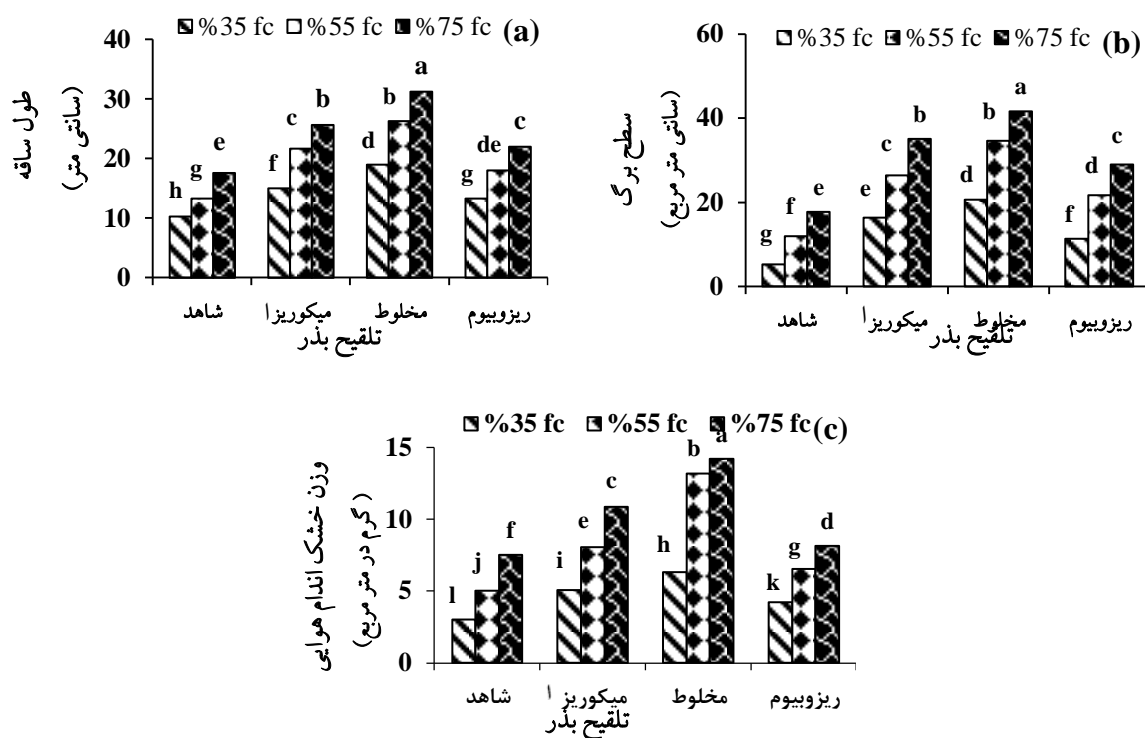 %35 fc %55 fc %75 fc (a)
40
30
20
10
0
طول ساقه
(سانتی متر)
h g e f c b d b a g de c
شاهد میکوریزا مخلوط ریزوبیوم
تلقیح بذر
%35 fc %55 fc %75 fc (b)
60
40
20
0
سطح برگ
(سانتی متر مربع)
g f e e c b d b a f d c
شاهد میکوریزا مخلوط ریزوبیوم
تلقیح بذر
%35 fc %55 fc %75 fc (c)
15
10
5
0
وزن خشک اندام هوایی
(گرم در متر مربع)
l j f i e c h b a k g d
شاهد میکوریزا مخلوط ریزوبیوم
تلقیح بذر